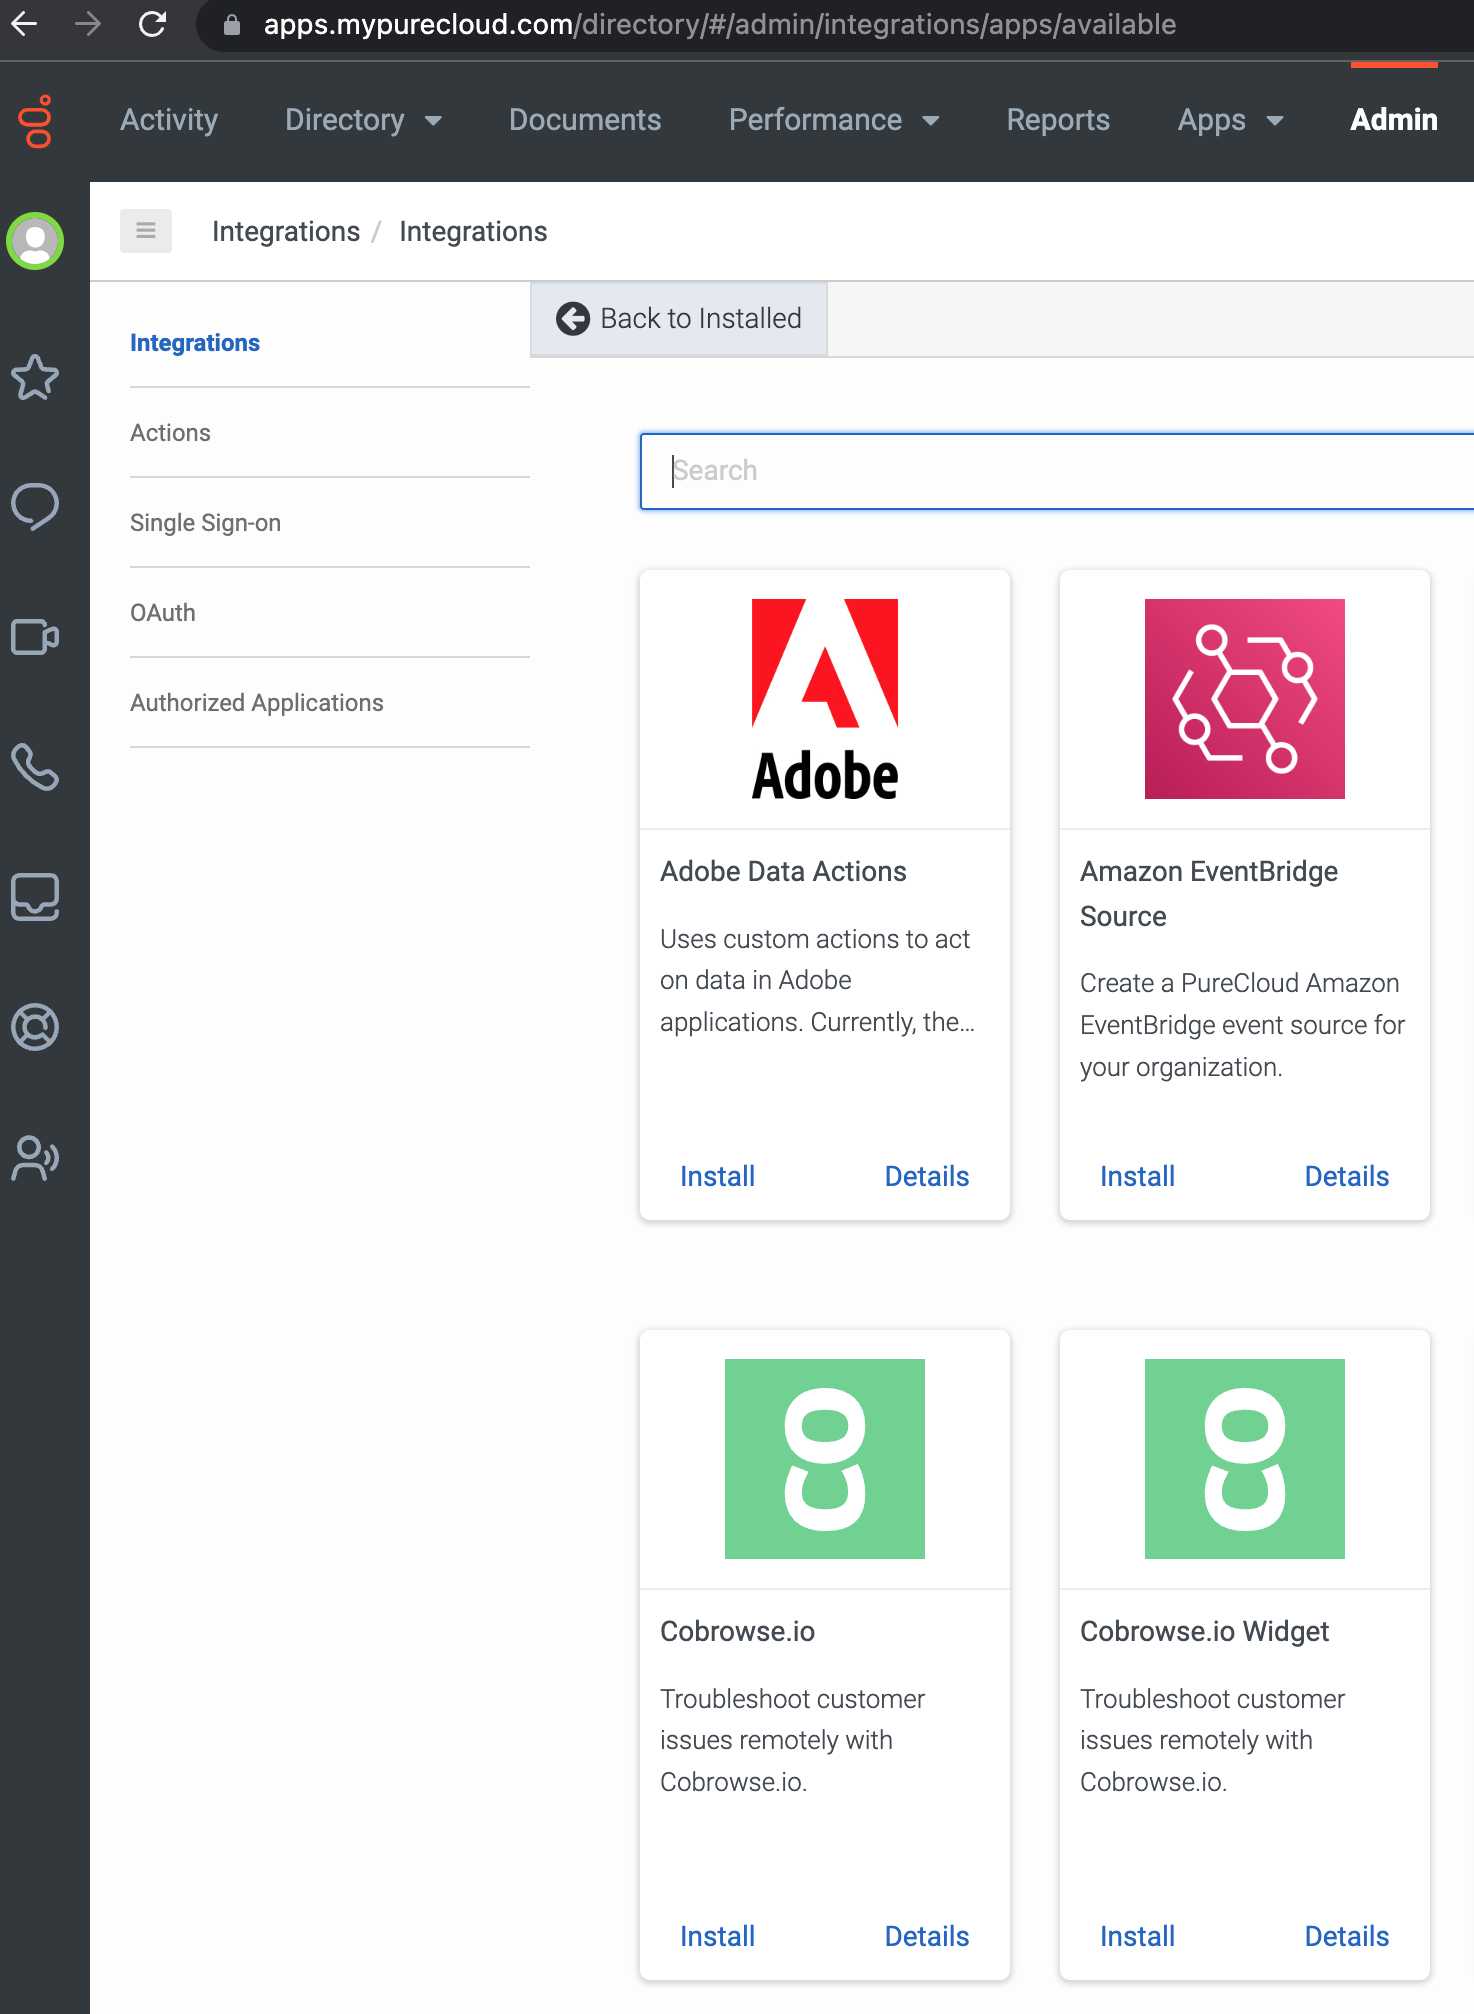 apps.mypurecloud.com/directory/#/admin/integrations/apps/available
Activity Directory Documents Performance Reports Apps Admin
Integrations / Integrations
Integrations
Actions
Single Sign-on
OAuth
Authorized Applications
Back to Installed
Search
Adobe
Adobe Data Actions
Uses custom actions to act
on data in Adobe
applications. Currently, the...
Install Details
Amazon EventBridge
Source
Create a PureCloud Amazon
EventBridge event source for
your organization.
Install Details
Cobrowse.io
Troubleshoot customer
issues remotely with
Cobrowse.io.
Install Details
Cobrowse.io Widget
Troubleshoot customer
issues remotely with
Cobrowse.io.
Install Details